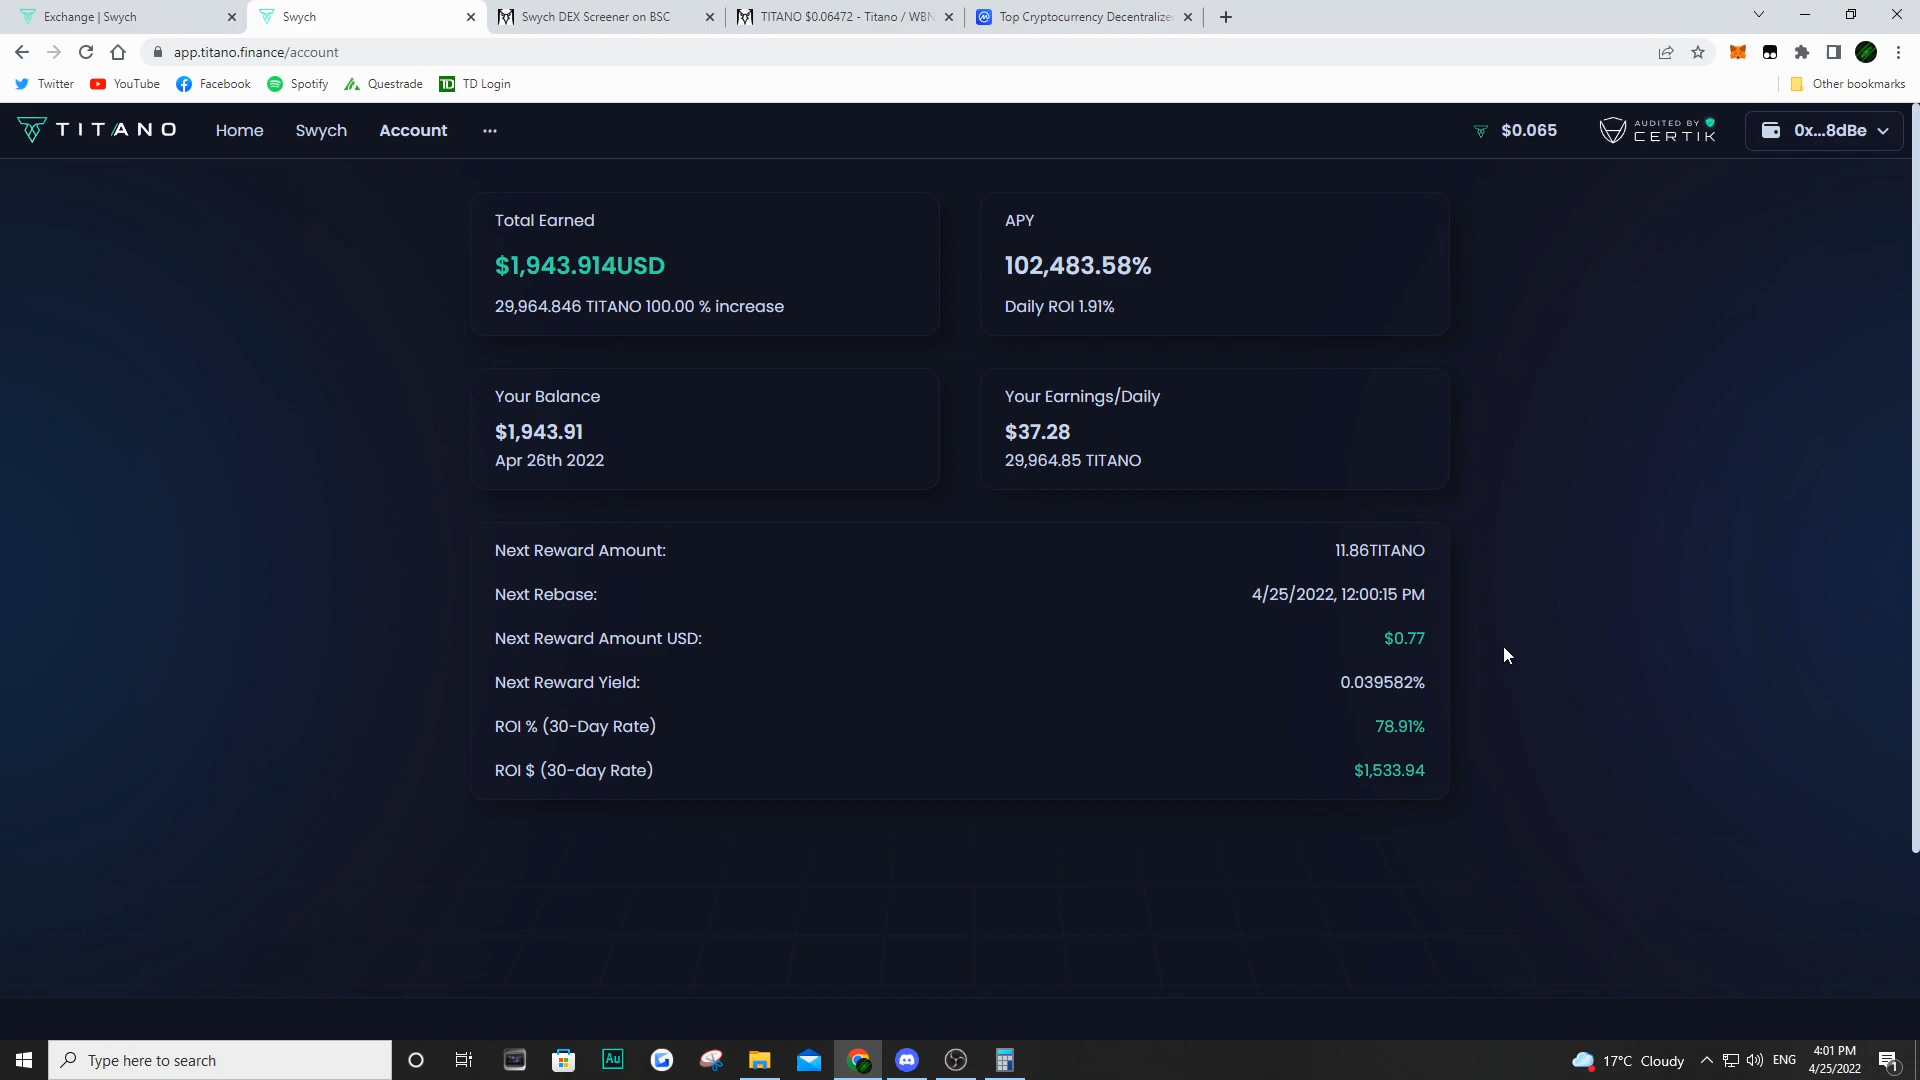 Exchange | Swych
Swych
Swych DEX Screener on BSC
TITANO $0.06472 - Titano / WBN
Top Cryptocurrency Decentralize
app.titano.finance/account
Twitter
YouTube
Facebook
Spotify
Questrade
TD Login
Other bookmarks
TITANO
Home
Swych
Account
$0.065
AUDITED BY
CERTIK
0x...8dBe
Total Earned
$1,943.914USD
29,964.846 TITANO 100.00 % increase
APY
102,483.58%
Daily ROI 1.91%
Your Balance
$1,943.91
Apr 26th 2022
Your Earnings/Daily
$37.28
29,964.85 TITANO
Next Reward Amount: 11.86TITANO
Next Rebase: 4/25/2022, 12:00:15 PM
Next Reward Amount USD: $0.77
Next Reward Yield: 0.039582%
ROI % (30-Day Rate) 78.91%
ROI $ (30-day Rate) $1,533.94
Type here to search
Au
17°C Cloudy
ENG
4:01 PM
4/25/2022
1